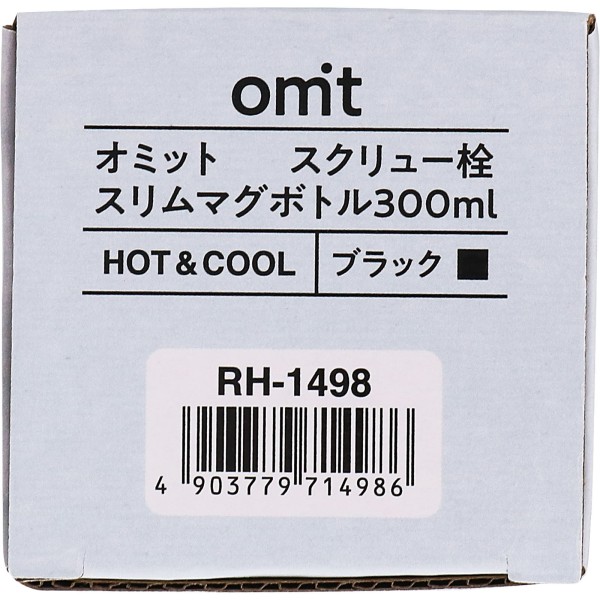 omit
オミット スクリュー栓
スリムマグボトル300ml
HOT & COOL ブラック ■
RH-1498
4 903779 714986